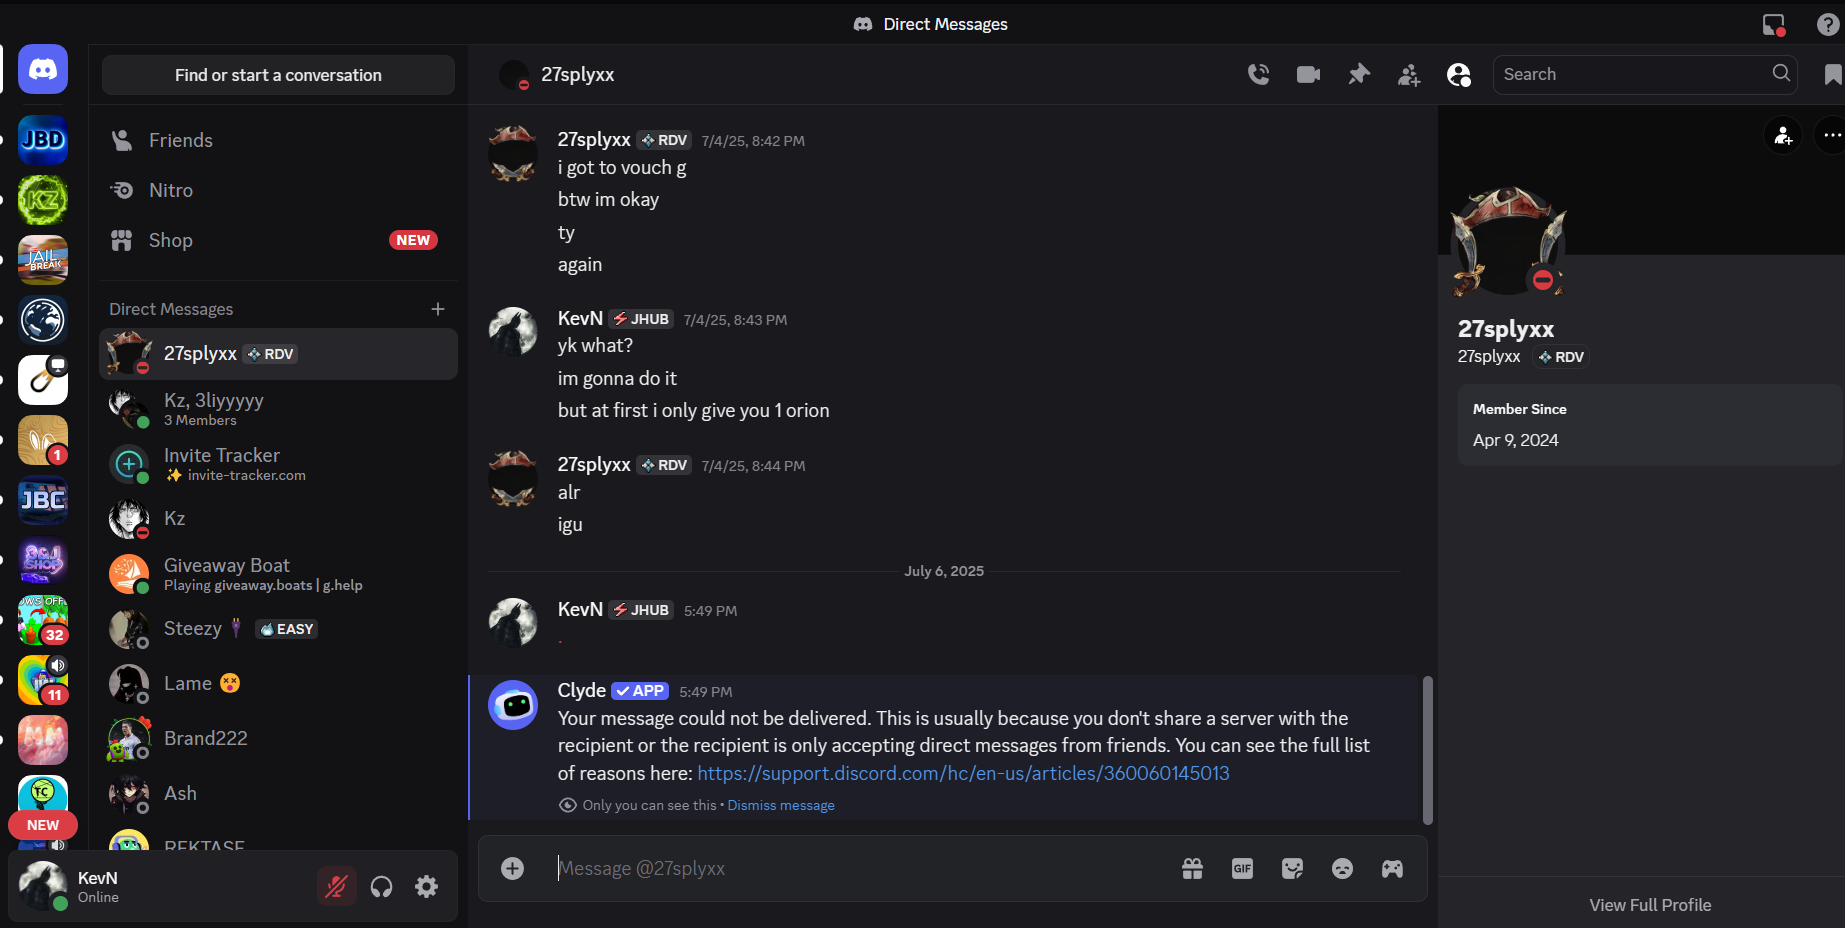 Direct Messages
JBD
KZ
JAIL
BREAK
1
JBC
SHOP
32
11
TC
NEW
Find or start a conversation
Friends
Nitro
Shop NEW
Direct Messages
27splyxx RDV
Kz, 3liyyyyy
3 Members
Invite Tracker
✨ invite-tracker.com
Kz
Giveaway Boat
Playing giveaway.boats | g.help
Steezy EASY
Lame 😵
Brand222
Ash
REKTASE
KevN
Online
27splyxx
Search
27splyxx RDV 7/4/25, 8:42 PM
i got to vouch g
btw im okay
ty
again
KevN JHUB 7/4/25, 8:43 PM
yk what?
im gonna do it
but at first i only give you 1 orion
27splyxx RDV 7/4/25, 8:44 PM
alr
igu
July 6, 2025
KevN JHUB 5:49 PM
.
Clyde ✓ APP 5:49 PM
Your message could not be delivered. This is usually because you don't share a server with the
recipient or the recipient is only accepting direct messages from friends. You can see the full list
of reasons here: https://support.discord.com/hc/en-us/articles/360060145013
Only you can see this • Dismiss message
Message @27splyxx
GIF
27splyxx
27splyxx RDV
Member Since
Apr 9, 2024
View Full Profile